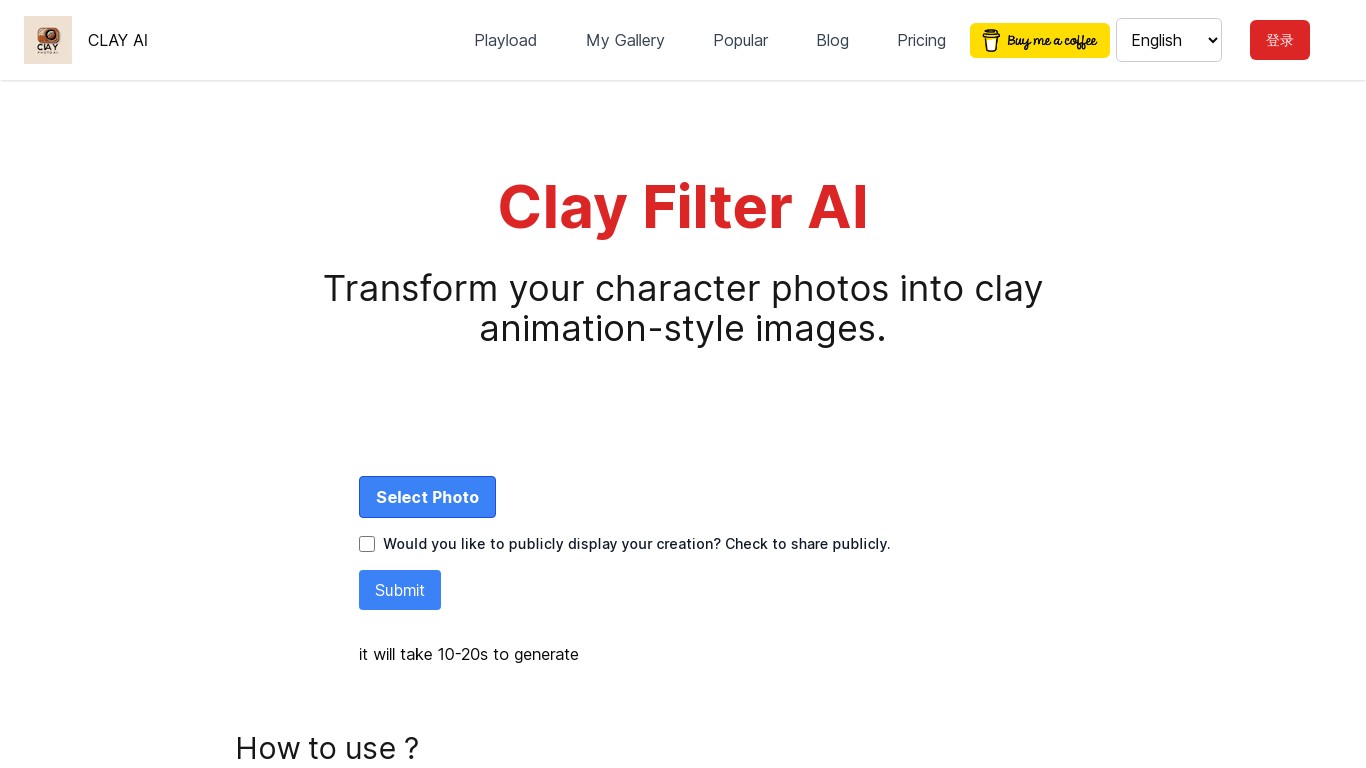 CLAY
CLAY AI
Playload
My Gallery
Popular
Blog
Pricing
Buy me a coffee
English
登录
Clay Filter AI
Transform your character photos into clay
animation-style images.
Select Photo
Would you like to publicly display your creation? Check to share publicly.
Submit
it will take 10-20s to generate
How to use ?